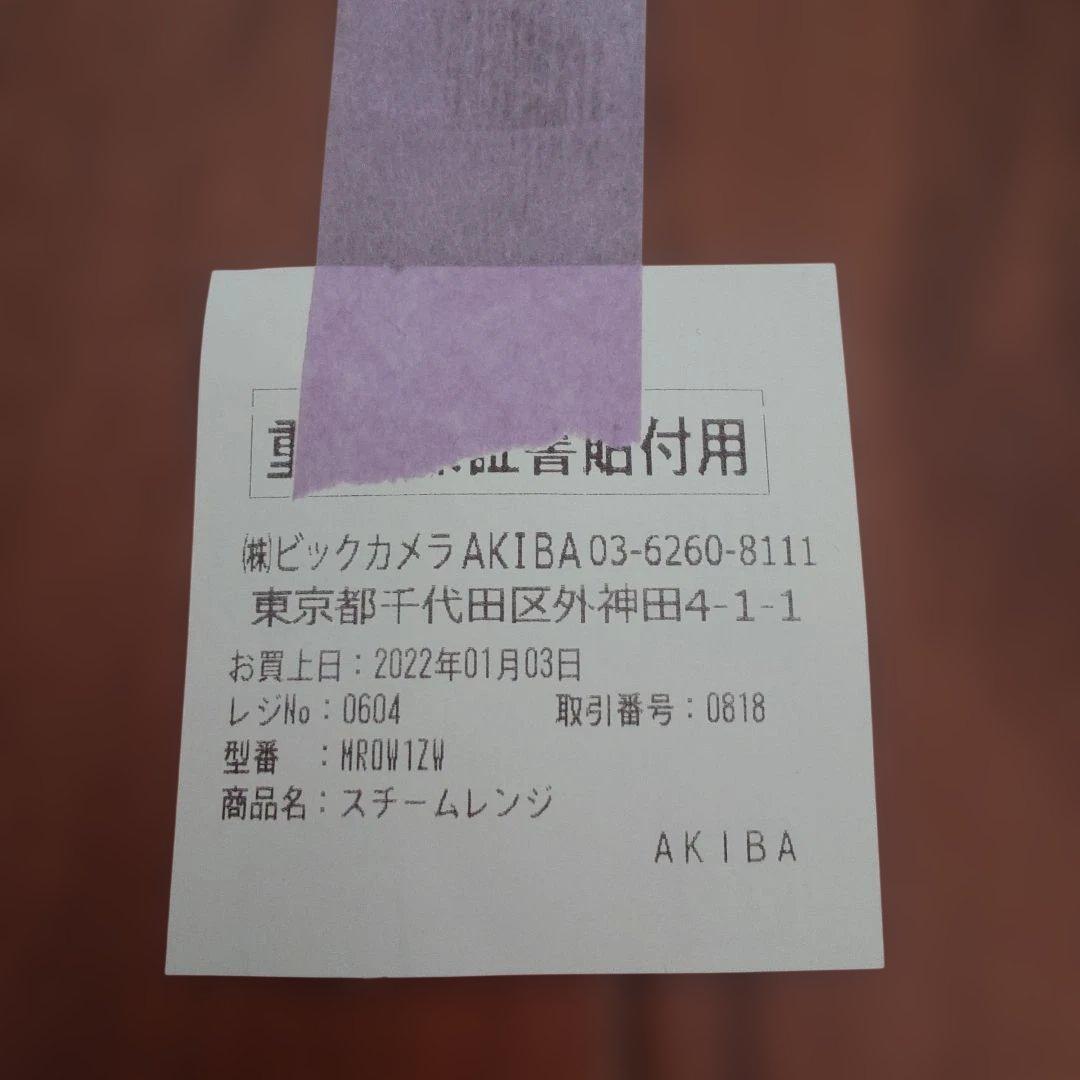 証書貼付用
㈱ビックカメラAKIBA03-6260-8111
東京都千代田区外神田4-1-1
お買上日：2022年01月03日
レジNo：0604 取引番号：0818
型番 ：MROW1ZW
商品名：スチームレンジ
AKIBA